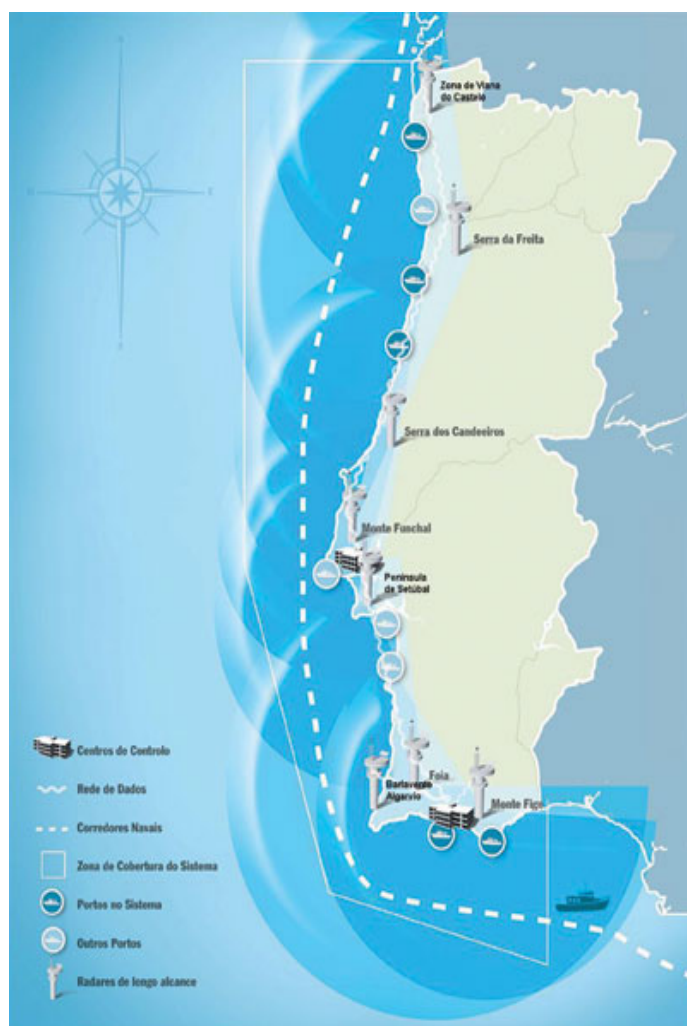 Zona de Viana
do Castelo
Serra da Freita
Serra dos Candeeiros
Monte Funchal
Península
de Setúbal
Foia
Barlavento
Algarvio
Monte Figo
Centros de Controlo
Rede de Dados
Corredores Navais
Zona de Cobertura do Sistema
Portos no Sistema
Outros Portos
Radares de longo alcance